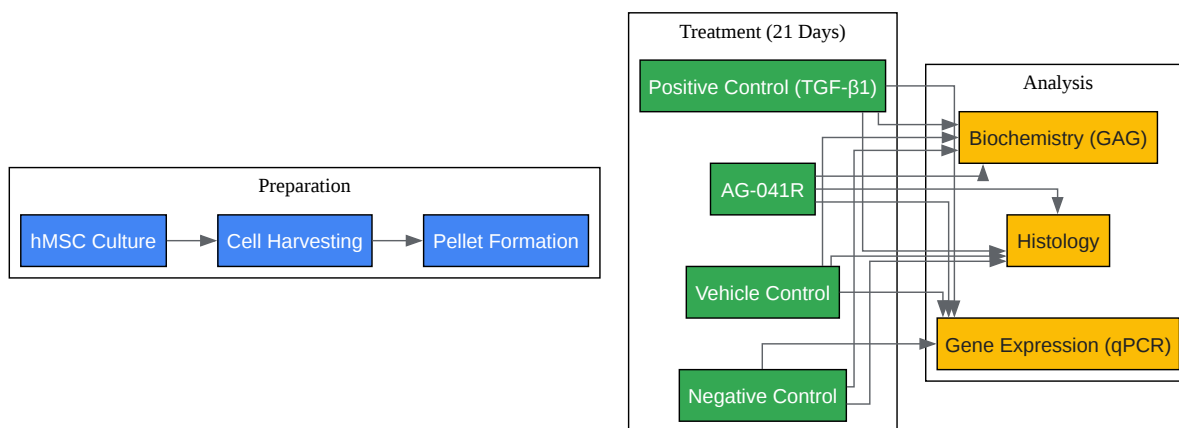 Preparation
hMSC Culture
Cell Harvesting
Pellet Formation
Treatment (21 Days)
Positive Control (TGF-β1)
AG-041R
Vehicle Control
Negative Control
Analysis
Biochemistry (GAG)
Histology
Gene Expression (qPCR)